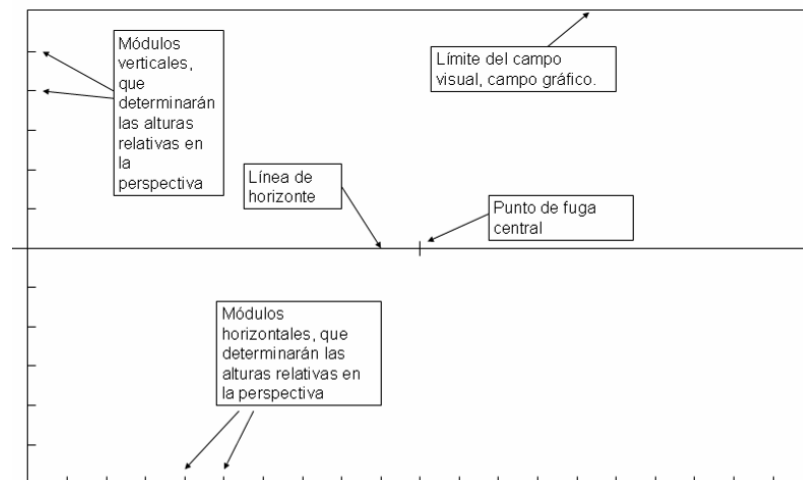 Módulos
verticales,
que
determinarán
las alturas
relativas en
la
perspectiva
Límite del campo
visual, campo gráfico.
Línea de
horizonte
Punto de fuga
central
Módulos
horizontales, que
determinarán las
alturas relativas en
la perspectiva